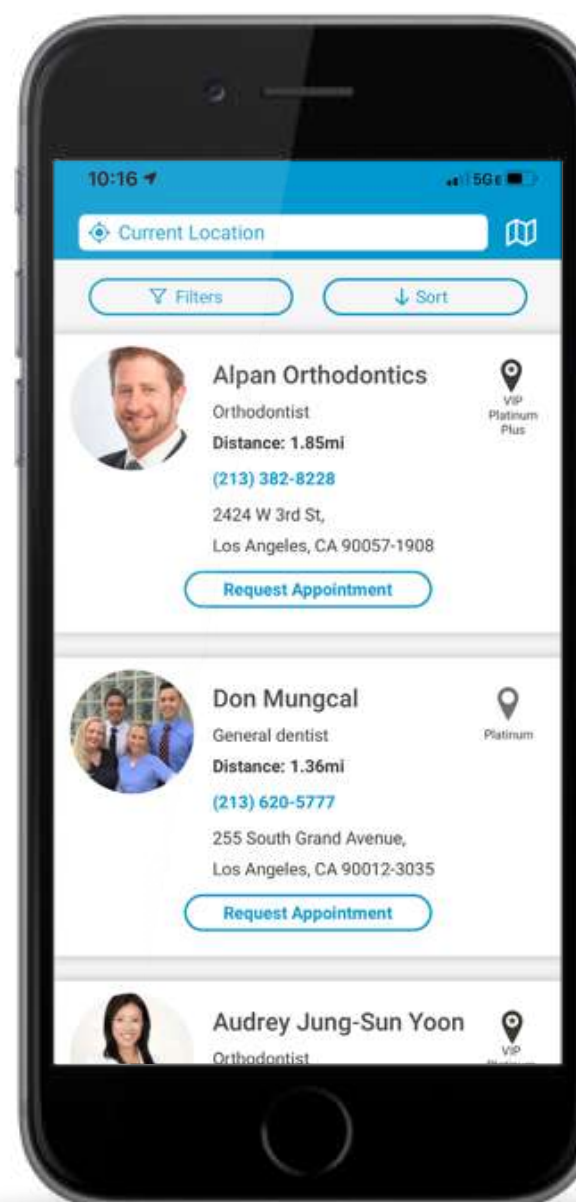 10:16
5G E
Current Location
Filters
Sort
Alpan Orthodontics
VIP
Platinum
Plus
Orthodontist
Distance: 1.85mi
(213) 382-8228
2424 W 3rd St,
Los Angeles, CA 90057-1908
Request Appointment
Don Mungcal
Platinum
General dentist
Distance: 1.36mi
(213) 620-5777
255 South Grand Avenue,
Los Angeles, CA 90012-3035
Request Appointment
Audrey Jung-Sun Yoon
VIP
Orthodontist